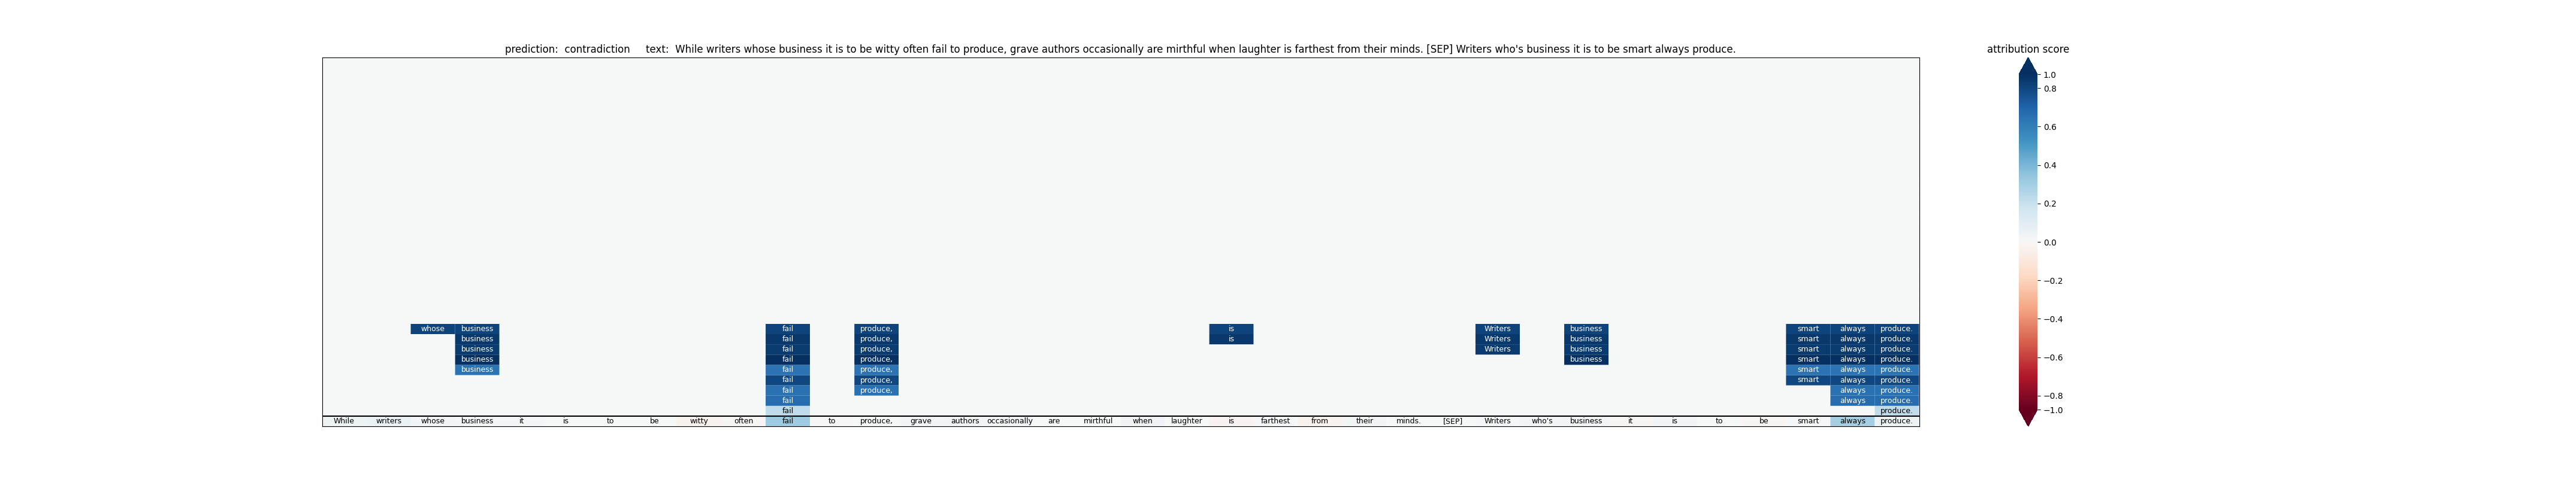 prediction:  contradiction     text:  While writers whose business it is to be witty often fail to produce, grave authors occasionally are mirthful when laughter is farthest from their minds. [SEP] Writers who's business it is to be smart always produce.
attribution score
1.0
0.8
0.6
0.4
0.2
0.0
−0.2
−0.4
−0.6
−0.8
−1.0
whose business fail produce, is Writers business smart always produce.
business fail produce, is Writers business smart always produce.
business fail produce, Writers business smart always produce.
business fail produce, business smart always produce.
business fail produce, smart always produce.
fail produce, smart always produce.
fail produce, always produce.
fail always produce.
fail produce.
While writers whose business it is to be witty often fail to produce, grave authors occasionally are mirthful when laughter is farthest from their minds. [SEP] Writers who's business it is to be smart always produce.